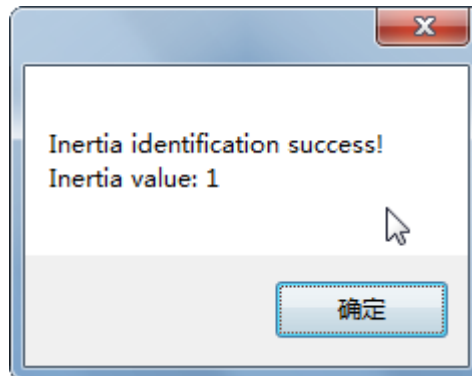 Inertia identification success!
Inertia value: 1
确定